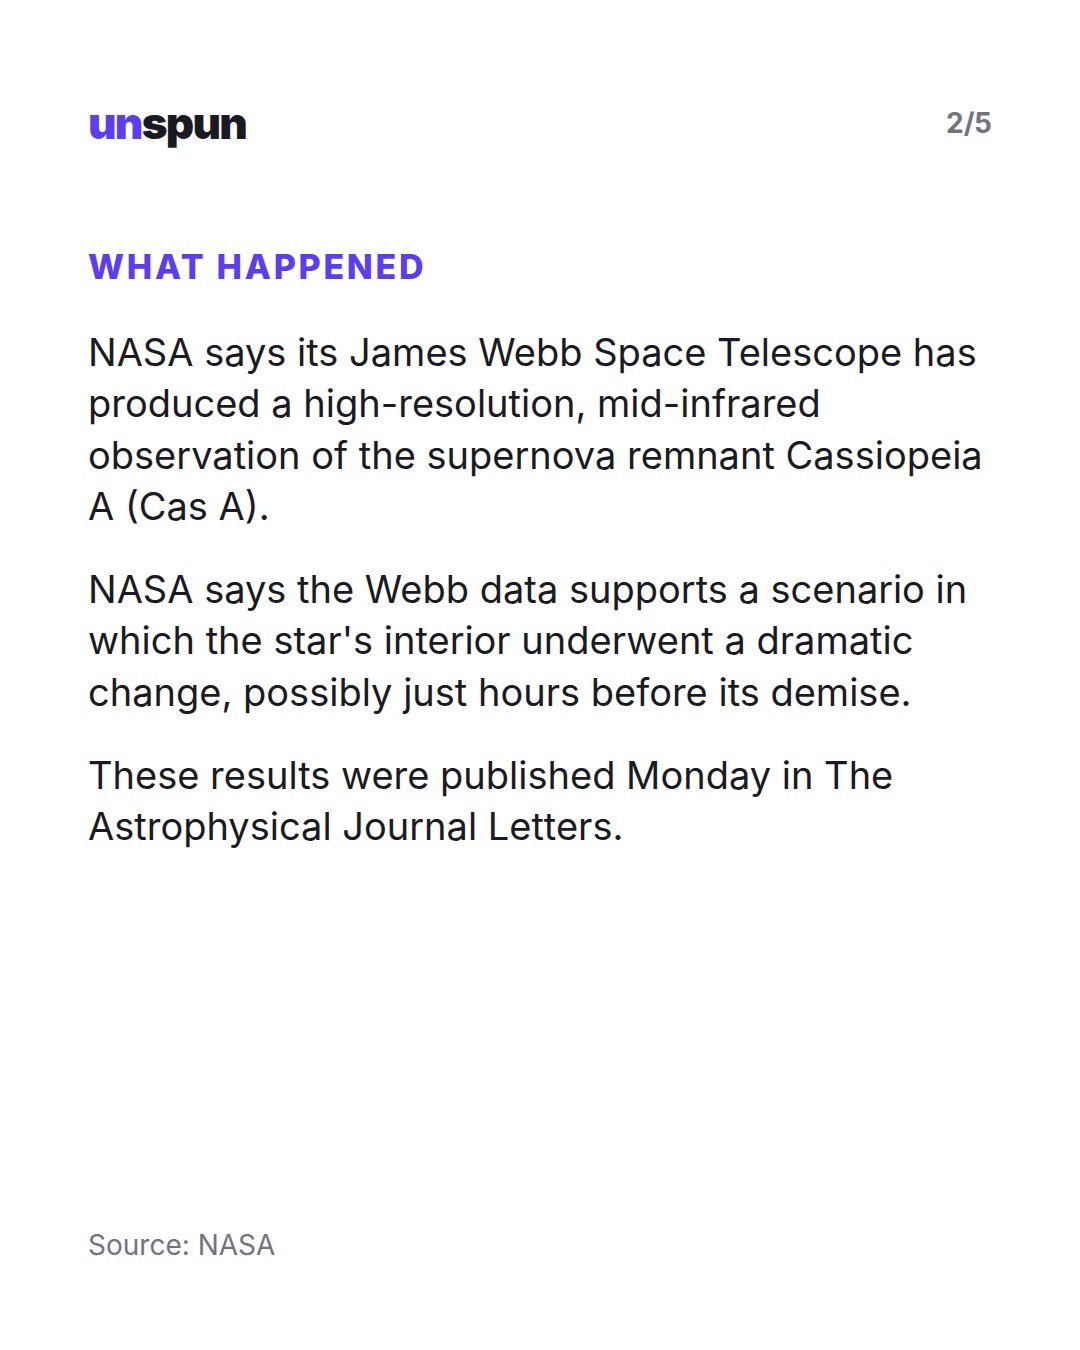 unspun
2/5
WHAT HAPPENED
NASA says its James Webb Space Telescope has
produced a high-resolution, mid-infrared
observation of the supernova remnant Cassiopeia
A (Cas A).
NASA says the Webb data supports a scenario in
which the star's interior underwent a dramatic
change, possibly just hours before its demise.
These results were published Monday in The
Astrophysical Journal Letters.
Source: NASA